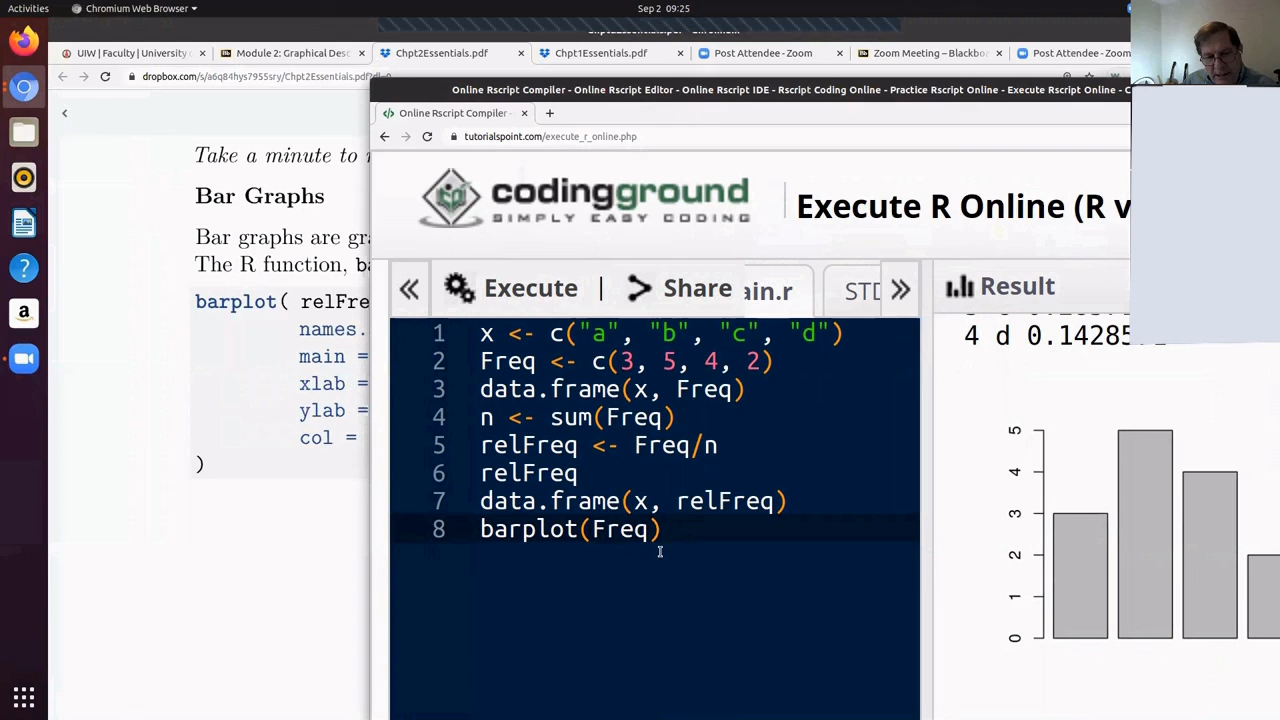 Activities
Chromium Web Browser
Sep 2 09:25
UIW | Faculty | University
Module 2: Graphical Des
Chpt2Essentials.pdf
Chpt1Essentials.pdf
Post Attendee - Zoom
Zoom Meeting – Blackbo
Post Attendee - Zoom
dropbox.com/s/a6q84hys7955sry/Chpt2Essentials.pdf?dl=0
Online Rscript Compiler - Online Rscript Editor - Online Rscript IDE - Rscript Coding Online - Practice Rscript Online - Execute Rscript Online - C
Online Rscript Compiler -
tutorialspoint.com/execute_r_online.php
Take a minute to
Bar Graphs
Bar graphs are gra
The R function, ba
barplot( relFre
names.
main =
xlab =
ylab =
col =
)
codingground
SIMPLY EASY CODING
Execute R Online (R v
Execute | Share
ain.r
STD
Result
1 x <- c("a", "b", "c", "d")
2 Freq <- c(3, 5, 4, 2)
3 data.frame(x, Freq)
4 n <- sum(Freq)
5 relFreq <- Freq/n
6 relFreq
7 data.frame(x, relFreq)
8 barplot(Freq)
4 d 0.14285
5
4
3
2
1
0